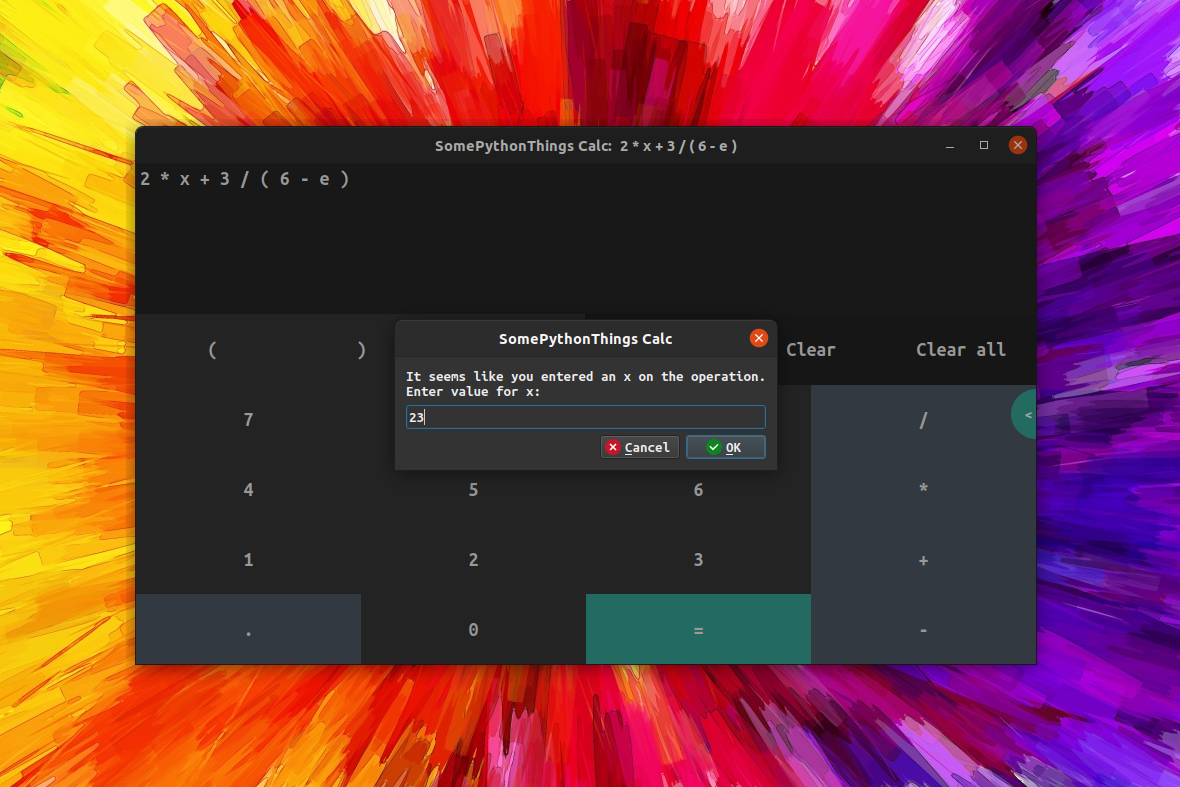 SomePythonThings Calc: 2 * x + 3 / ( 6 - e )
2 * x + 3 / ( 6 - e )
SomePythonThings Calc
( ) Clear Clear all
It seems like you entered an x on the operation.
Enter value for x:
23
Cancel OK
7 / <
4 5 6 *
1 2 3 +
. 0 = -